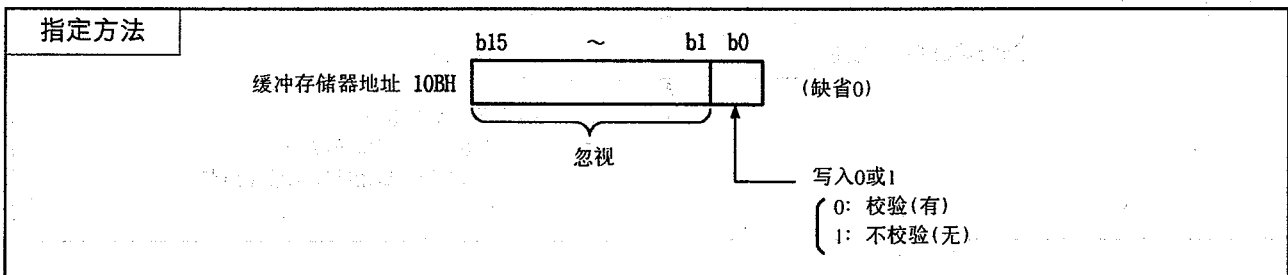 指定方法
b15 ~ b1 b0
缓冲存储器地址 10BH (缺省0)
忽视
写入0或1
0: 校验(有)
1: 不校验(无)